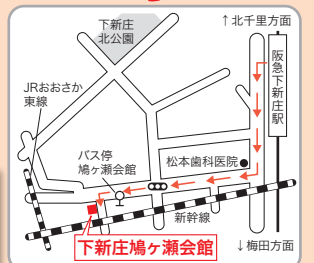 下新庄
北公園
↑北千里方面
阪急下新庄駅
JRおおさか
東線
バス停
鳩ヶ瀬会館
松本歯科医院
新幹線
下新庄鳩ヶ瀬会館
↓梅田方面